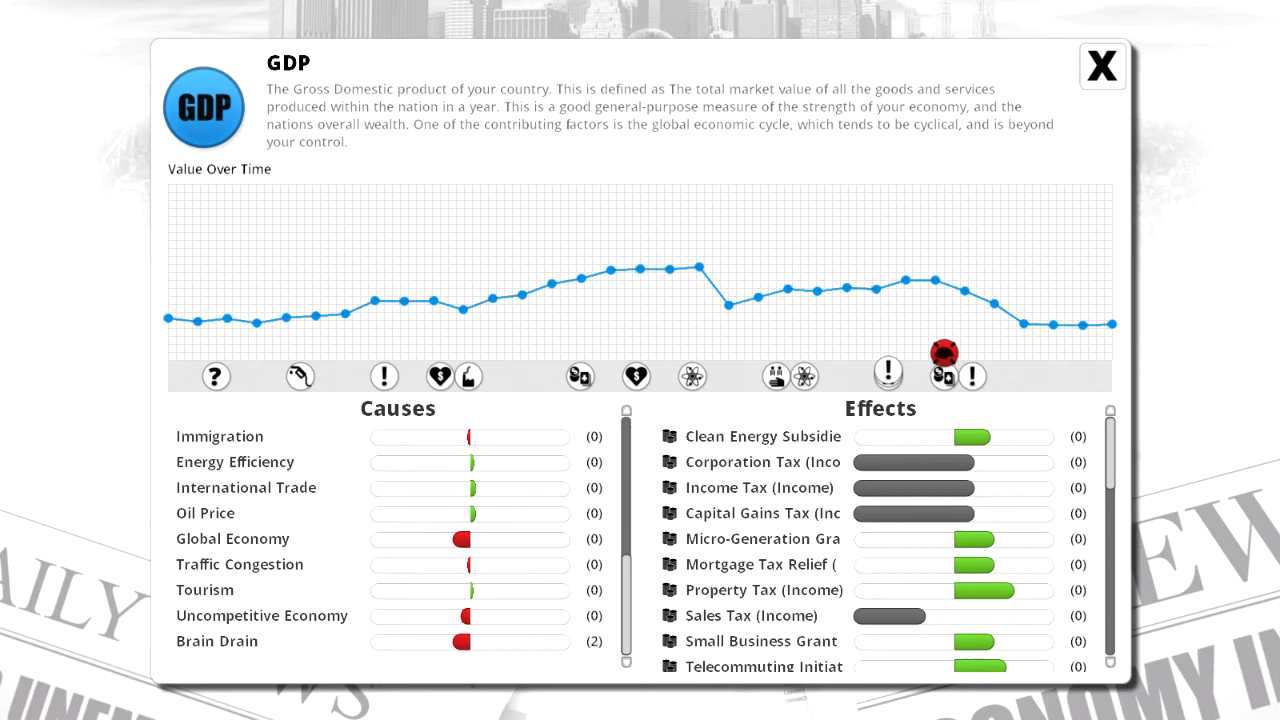 GDP
X
GDP
The Gross Domestic product of your country. This is defined as The total market value of all the goods and services
produced within the nation in a year. This is a good general-purpose measure of the strength of your economy, and the
nations overall wealth. One of the contributing factors is the global economic cycle, which tends to be cyclical, and is beyond
your control.
Value Over Time
? ! $ $ ! !
Causes
Effects
Immigration (0)
Energy Efficiency (0)
International Trade (0)
Oil Price (0)
Global Economy (0)
Traffic Congestion (0)
Tourism (0)
Uncompetitive Economy (0)
Brain Drain (2)
Clean Energy Subsidie (0)
Corporation Tax (Inco (0)
Income Tax (Income) (0)
Capital Gains Tax (Inc (0)
Micro-Generation Gra (0)
Mortgage Tax Relief ( (0)
Property Tax (Income) (0)
Sales Tax (Income) (0)
Small Business Grant (0)
Telecommuting Initiat (0)